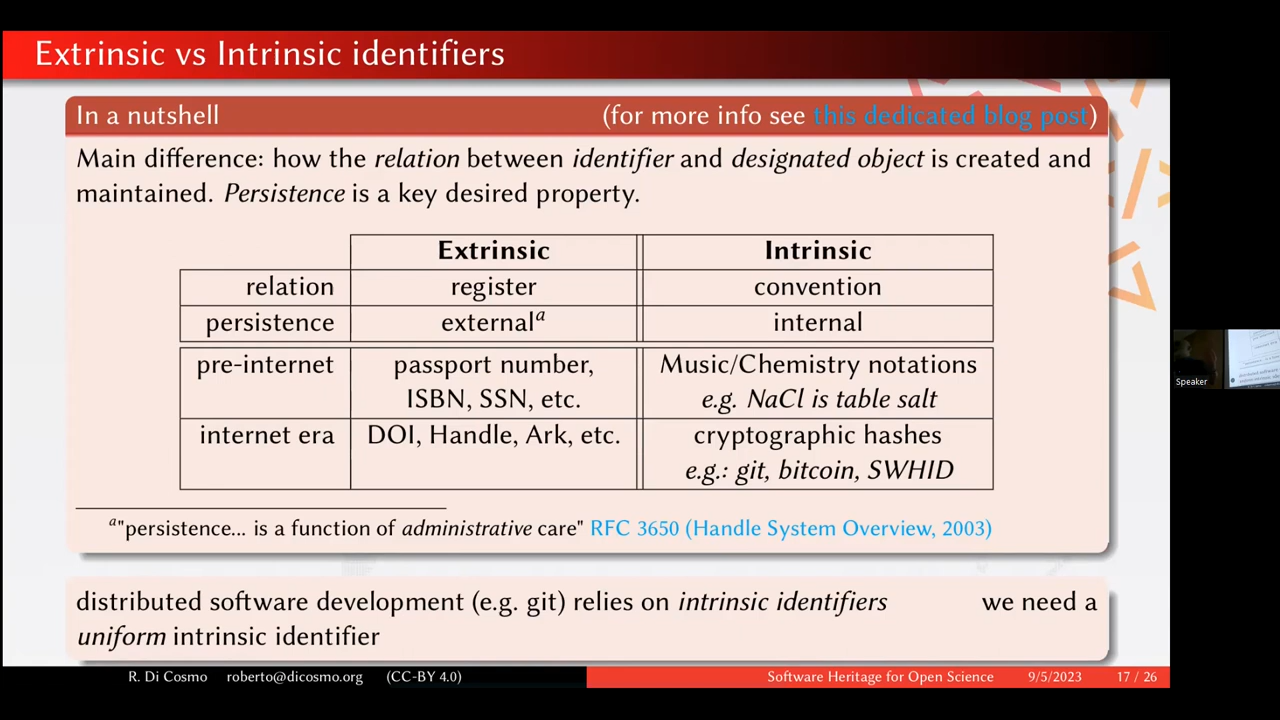 Extrinsic vs Intrinsic identifiers
In a nutshell (for more info see this dedicated blog post)
Main difference: how the relation between identifier and designated object is created and
maintained. Persistence is a key desired property.
Extrinsic Intrinsic
relation register convention
persistence external^a internal
pre-internet passport number, Music/Chemistry notations
ISBN, SSN, etc. e.g. NaCl is table salt
internet era DOI, Handle, Ark, etc. cryptographic hashes
e.g.: git, bitcoin, SWHID
^a"persistence... is a function of administrative care" RFC 3650 (Handle System Overview, 2003)
distributed software development (e.g. git) relies on intrinsic identifiers we need a
uniform intrinsic identifier
R. Di Cosmo roberto@dicosmo.org (CC-BY 4.0) Software Heritage for Open Science 9/5/2023 17 / 26
Speaker